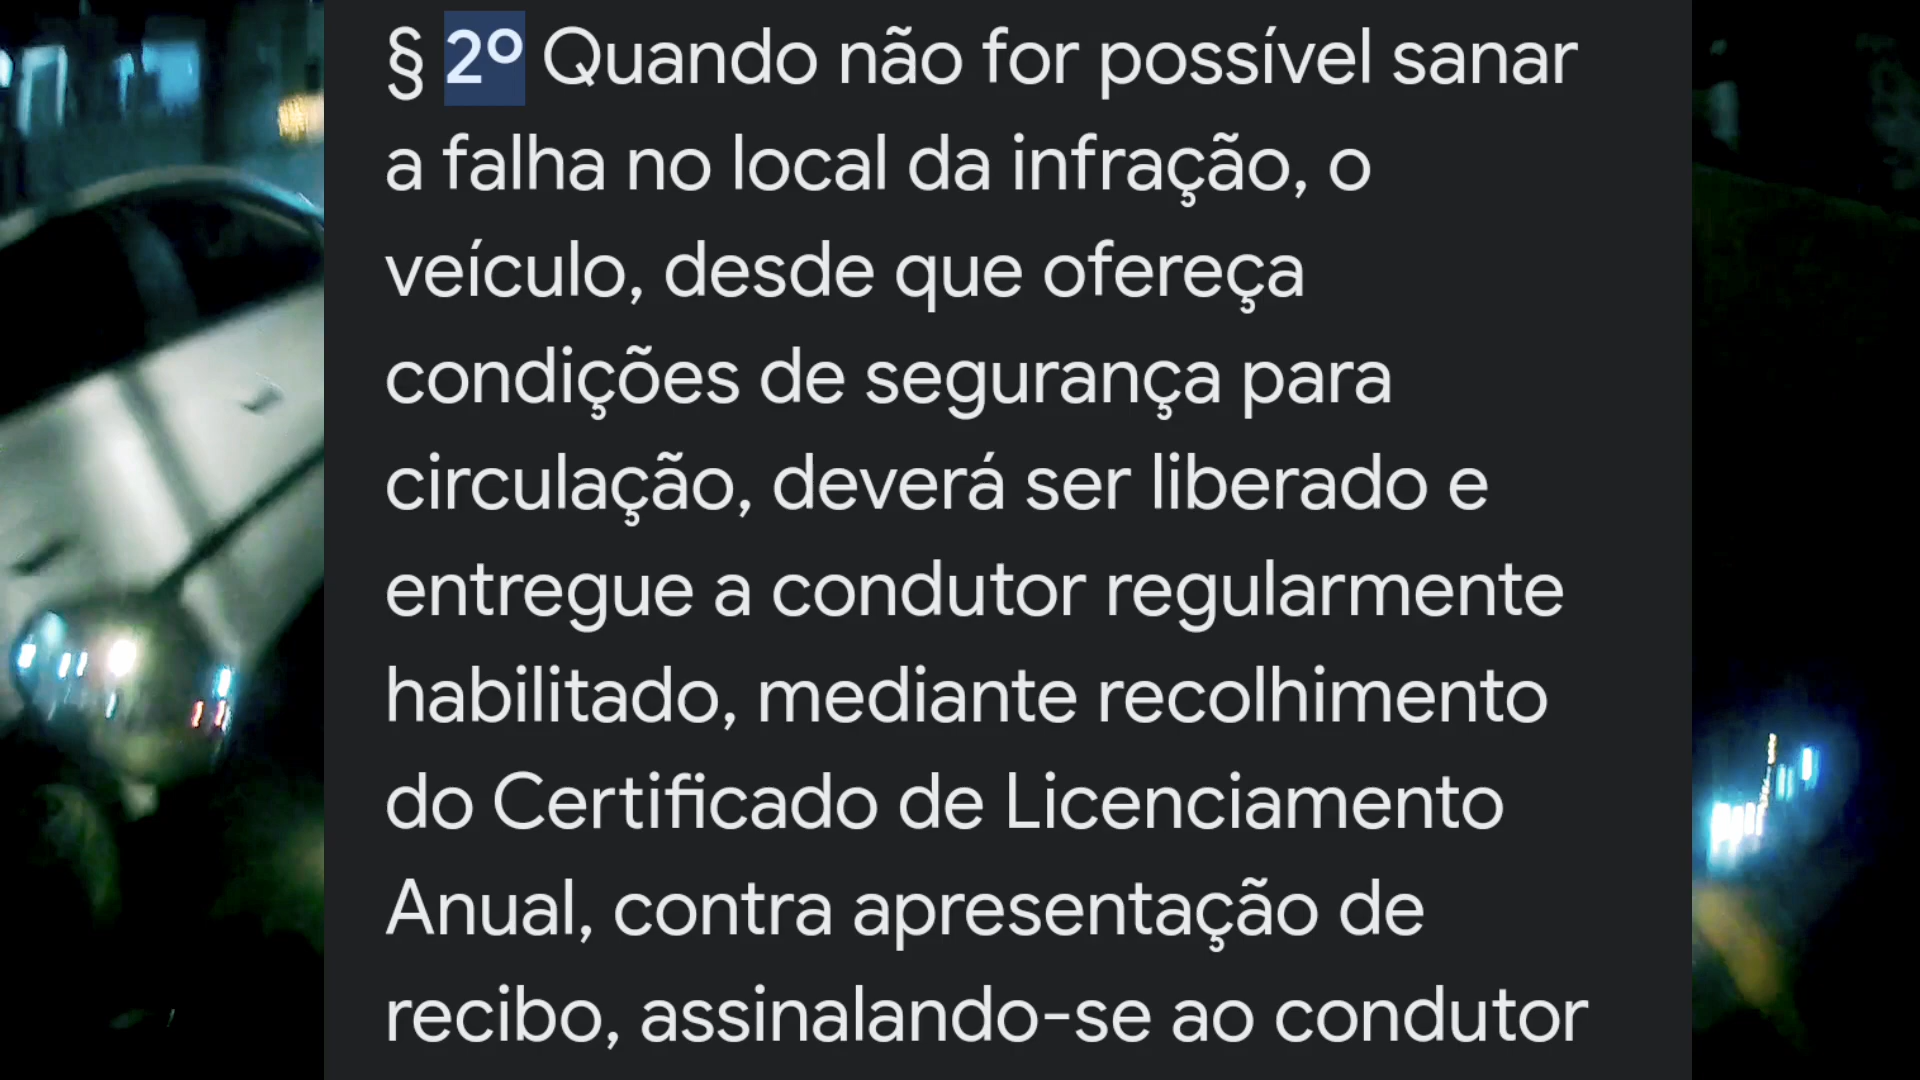 § 2º Quando não for possível sanar
a falha no local da infração, o
veículo, desde que ofereça
condições de segurança para
circulação, deverá ser liberado e
entregue a condutor regularmente
habilitado, mediante recolhimento
do Certificado de Licenciamento
Anual, contra apresentação de
recibo, assinalando-se ao condutor